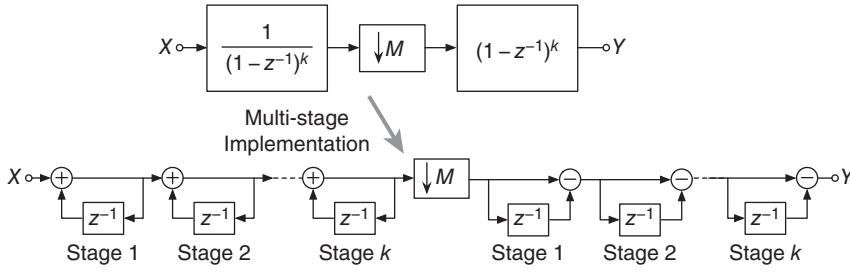 X
1
(1 – z⁻¹)ᵏ
↓M
(1 – z⁻¹)ᵏ
Y
Multi-stage
Implementation
X
+
+
+
↓M
−
−
−
Y
z⁻¹
z⁻¹
z⁻¹
z⁻¹
z⁻¹
z⁻¹
Stage 1
Stage 2
Stage k
Stage 1
Stage 2
Stage k